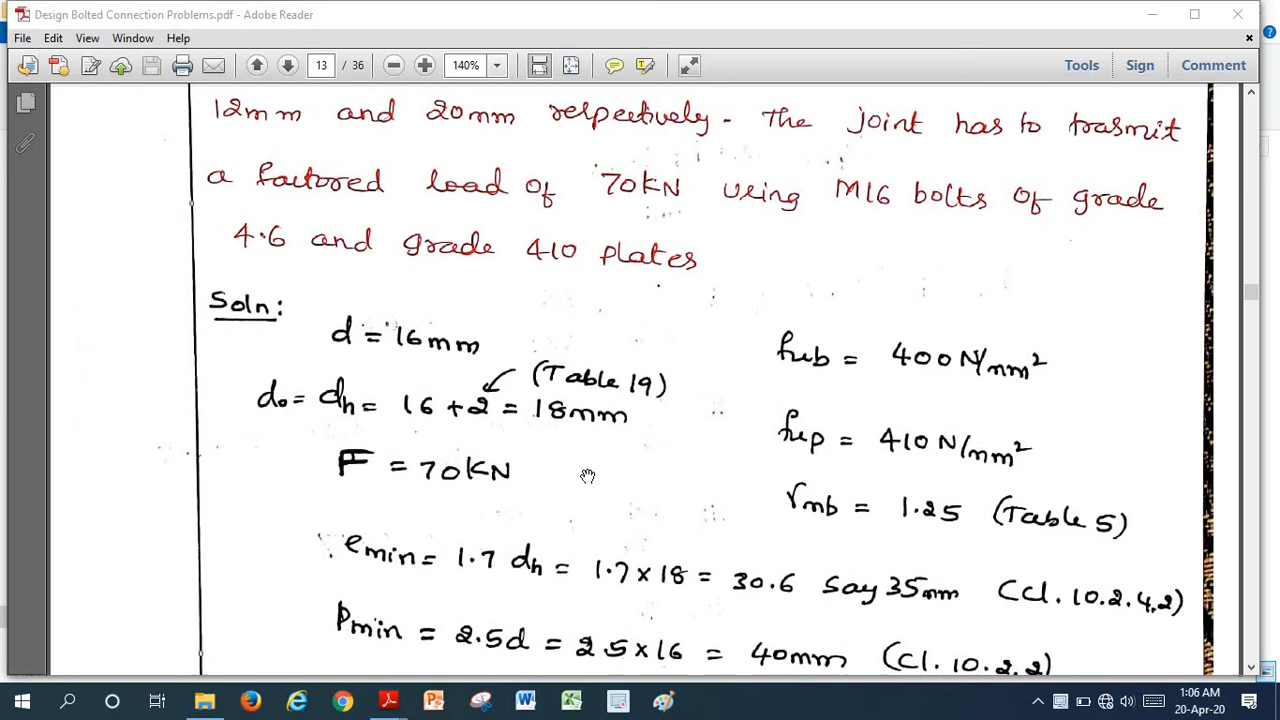 Design Bolted Connection Problems.pdf - Adobe Reader
File Edit View Window Help
13 / 36 140% Tools Sign Comment
12mm and 20mm respectively. The joint has to trasmit
a factored load of 70KN using M16 bolts of grade
4.6 and grade 410 plates
Soln:
d = 16mm
fub = 400 N/mm²
(Table 19)
do = dh = 16 + 2 = 18mm
fup = 410 N/mm²
F = 70KN
γmb = 1.25 (Table 5)
emin = 1.7 dh = 1.7 x 18 = 30.6 say 35mm (Cl. 10.2.4.2)
Pmin = 2.5d = 2.5 x 16 = 40mm (Cl. 10.2.2)
1:06 AM
20-Apr-20